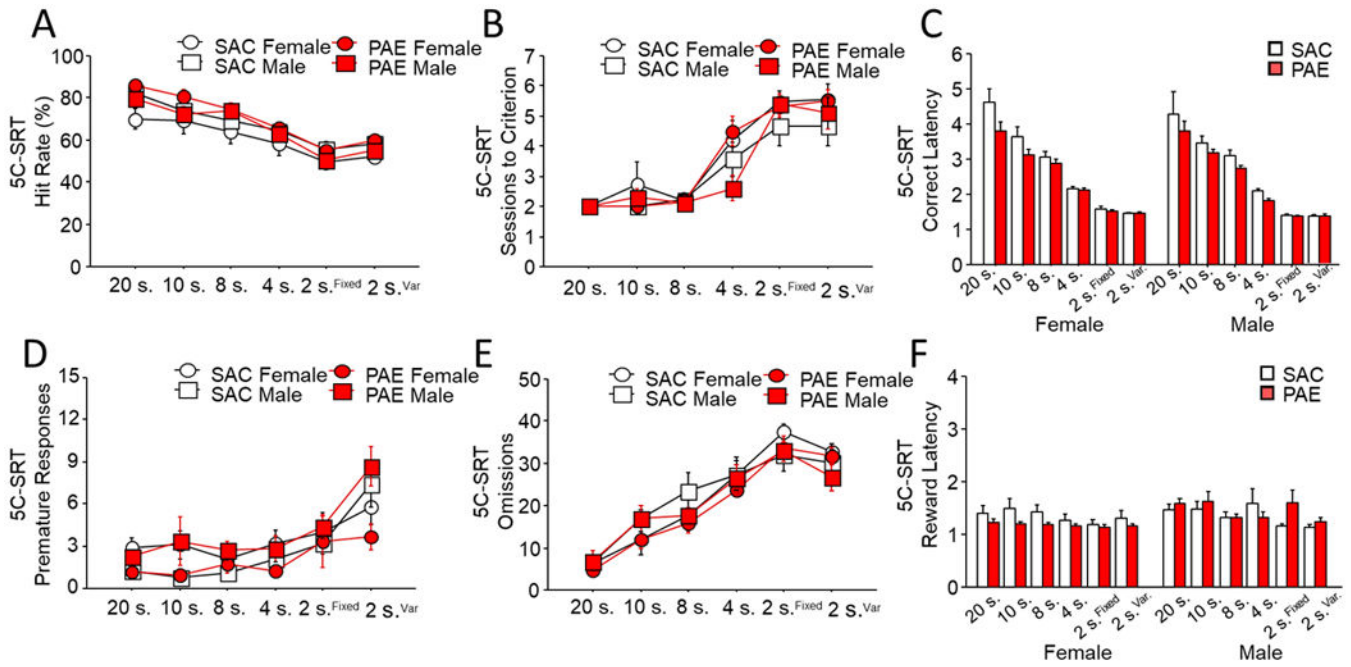 A
SAC Female PAE Female
SAC Male PAE Male
5C-SRT
Hit Rate (%)
100
80
60
40
20
0
20 s. 10 s. 8 s. 4 s. 2 s.Fixed 2 s.Var
B
SAC Female PAE Female
SAC Male PAE Male
5C-SRT
Sessions to Criterion
7
6
5
4
3
2
1
0
20 s. 10 s. 8 s. 4 s. 2 s.Fixed 2 s.Var
C
SAC
PAE
5C-SRT
Correct Latency
6
5
4
3
2
1
0
20 s. 10 s. 8 s. 4 s. 2 s.Fixed 2 s.Var. 20 s. 10 s. 8 s. 4 s. 2 s.Fixed 2 s.Var.
Female Male
D
SAC Female PAE Female
SAC Male PAE Male
5C-SRT
Premature Responses
15
12
9
6
3
0
20 s. 10 s. 8 s. 4 s. 2 s.Fixed 2 s.Var
E
SAC Female PAE Female
SAC Male PAE Male
5C-SRT
Omissions
50
40
30
20
10
0
20 s. 10 s. 8 s. 4 s. 2 s.Fixed 2 s.Var
F
SAC
PAE
5C-SRT
Reward Latency
4
3
2
1
0
20 s. 10 s. 8 s. 4 s. 2 s.Fixed 2 s.Var. 20 s. 10 s. 8 s. 4 s. 2 s.Fixed 2 s.Var.
Female Male